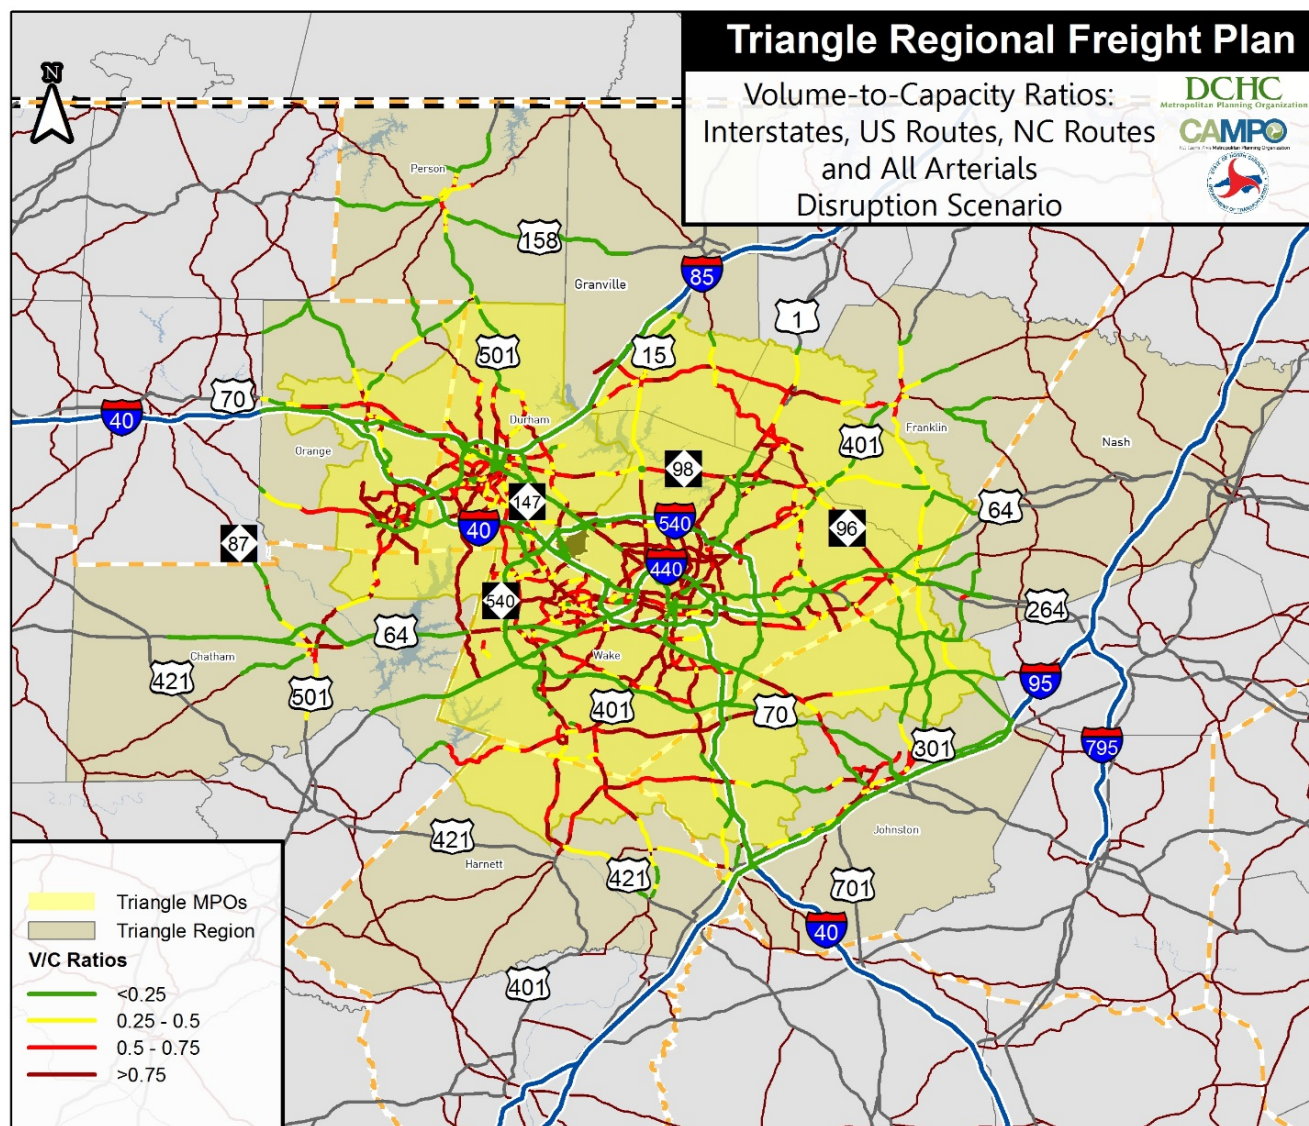 Triangle Regional Freight Plan
Volume-to-Capacity Ratios:
Interstates, US Routes, NC Routes
and All Arterials
Disruption Scenario
DCHC
Metropolitan Planning Organization
CAMPO
Metropolitan Planning Organization
N
Person
158
Granville
85
1
501
15
70
40
Durham
Orange
Franklin
401
Nash
98
147
64
40
540
96
87
440
540
264
64
Chatham
Wake
421
501
401
70
95
301
795
421
Johnston
Harnett
421
701
40
401
Triangle MPOs
Triangle Region
V/C Ratios
<0.25
0.25 - 0.5
0.5 - 0.75
>0.75